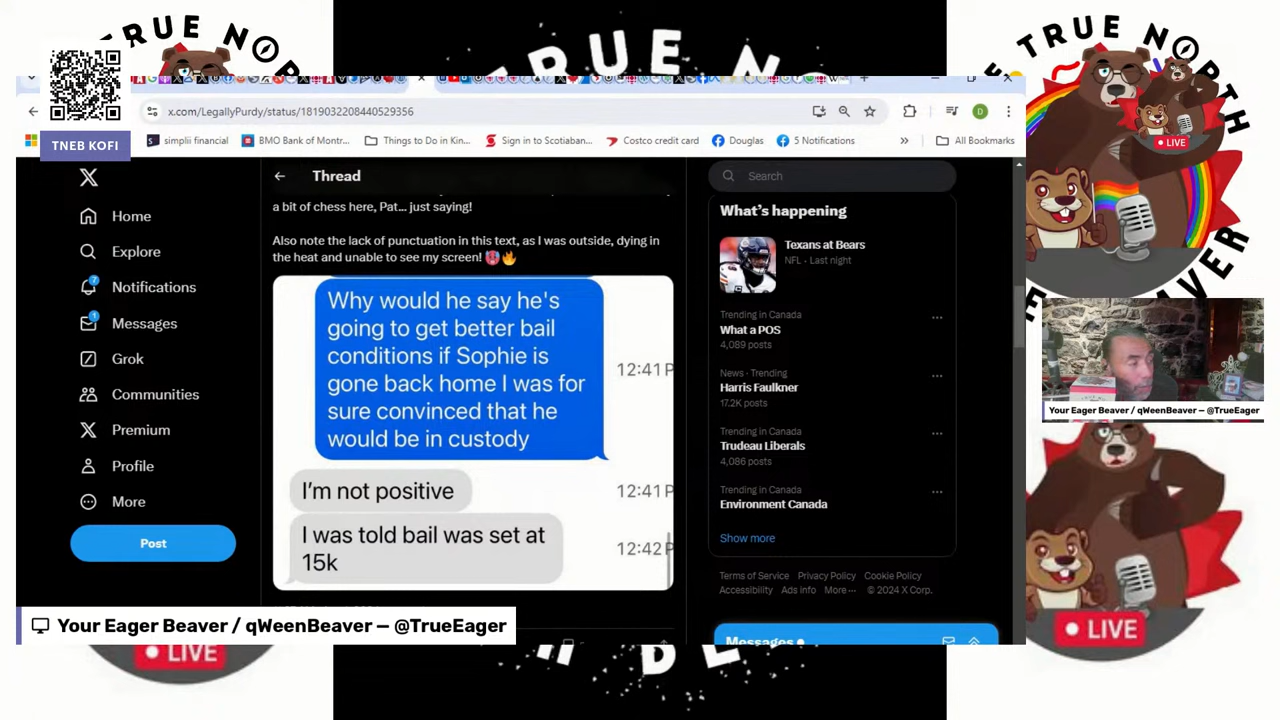 TRUE NO
TRUE N
TRUE NORTH
BEAVER
LIVE
TNEB KOFI
x.com/LegallyPurdy/status/1819032208440529356
D
simplii financial
BMO Bank of Montr...
Things to Do in Kin...
Sign in to Scotiaban...
Costco credit card
Douglas
5 Notifications
All Bookmarks
Home
Explore
7
Notifications
1
Messages
Grok
Communities
Premium
Profile
More
Post
Thread
a bit of chess here, Pat... just saying!
Also note the lack of punctuation in this text, as I was outside, dying in
the heat and unable to see my screen!
Why would he say he's
going to get better bail
conditions if Sophie is
gone back home I was for
sure convinced that he
would be in custody
12:41 P
I'm not positive
12:41 P
I was told bail was set at
15k
12:42 P
Search
What's happening
Texans at Bears
NFL · Last night
Trending in Canada
What a POS
4,089 posts
News · Trending
Harris Faulkner
17.2K posts
Trending in Canada
Trudeau Liberals
4,086 posts
Trending in Canada
Environment Canada
Show more
Terms of Service Privacy Policy Cookie Policy
Accessibility Ads info More ··· © 2024 X Corp.
Messages
Your Eager Beaver / qWeenBeaver — @TrueEager
Your Eager Beaver / qWeenBeaver — @TrueEager
LIVE
LIVE